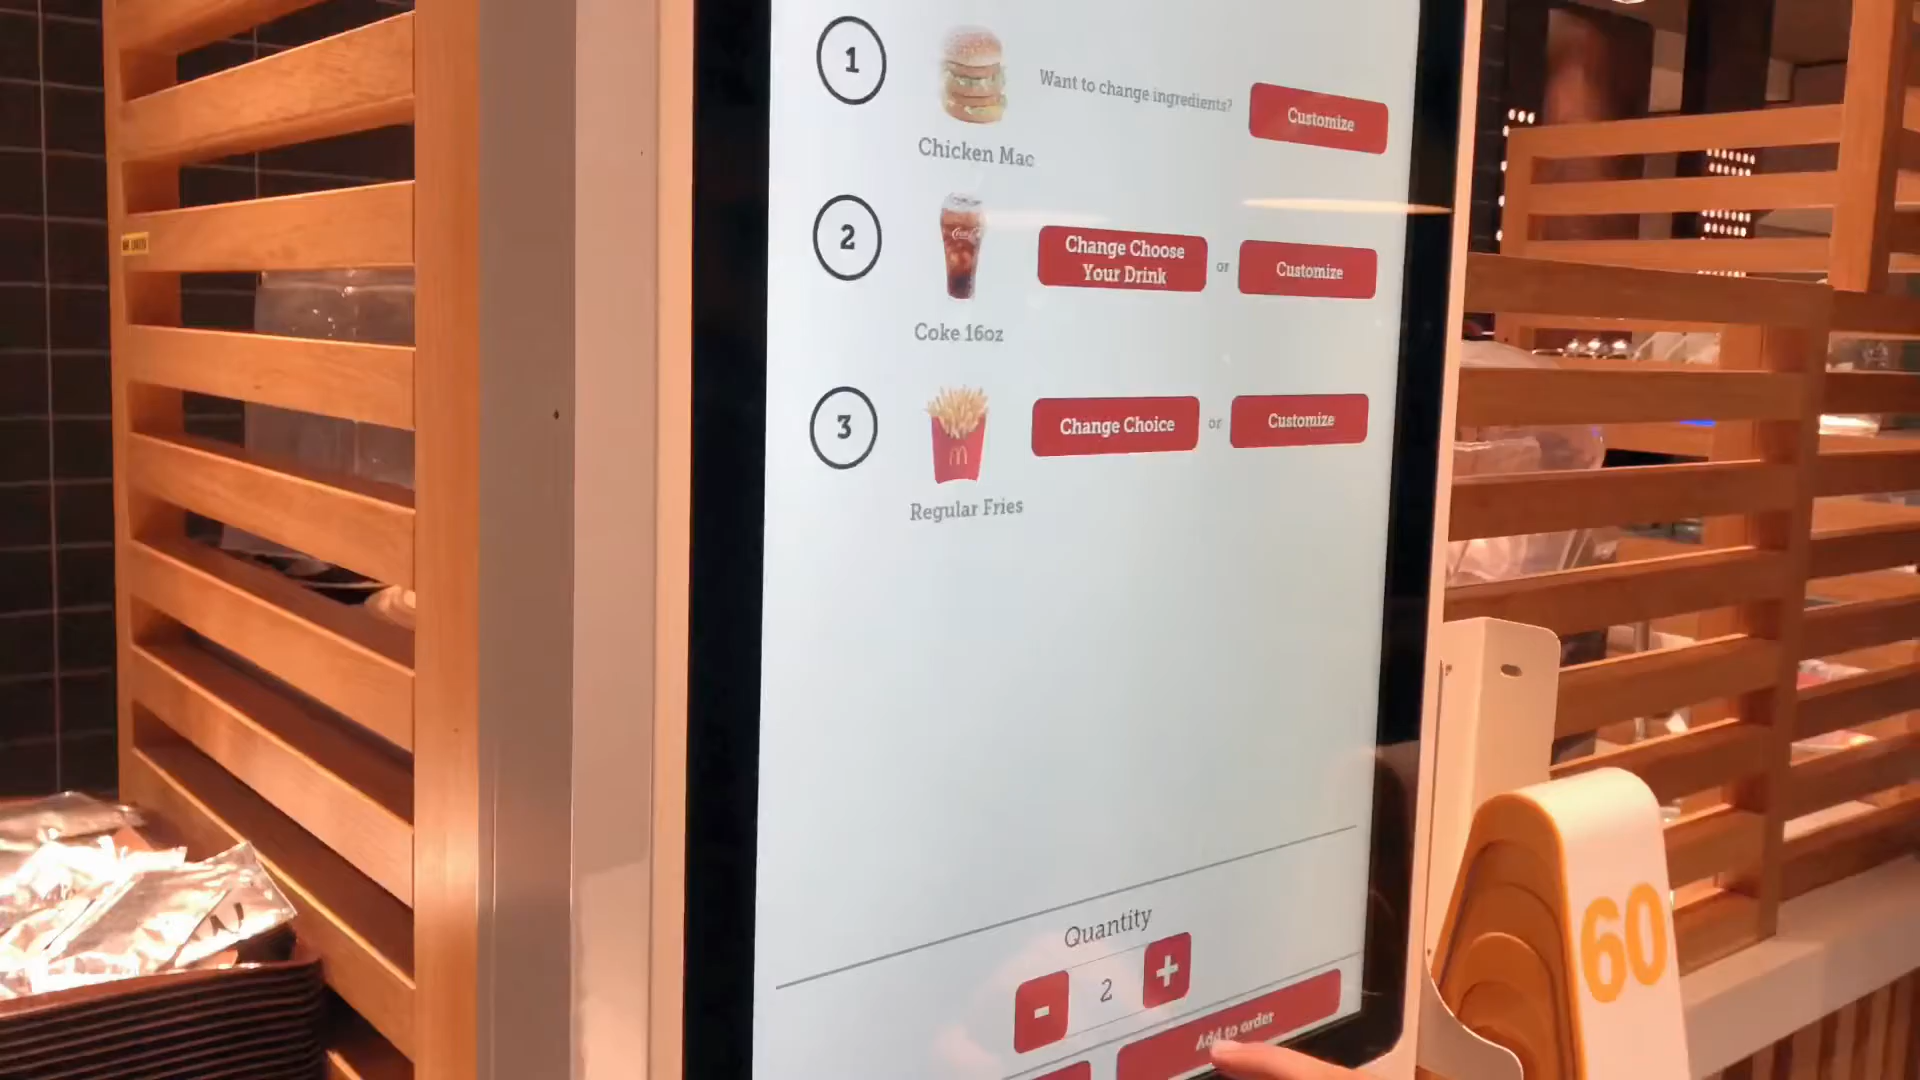 1
Want to change ingredients?
Customize
Chicken Mac
2
Change Choose
Your Drink
or
Customize
Coke 16oz
3
Change Choice
or
Customize
Regular Fries
Quantity
-
2
+
Add to order
60